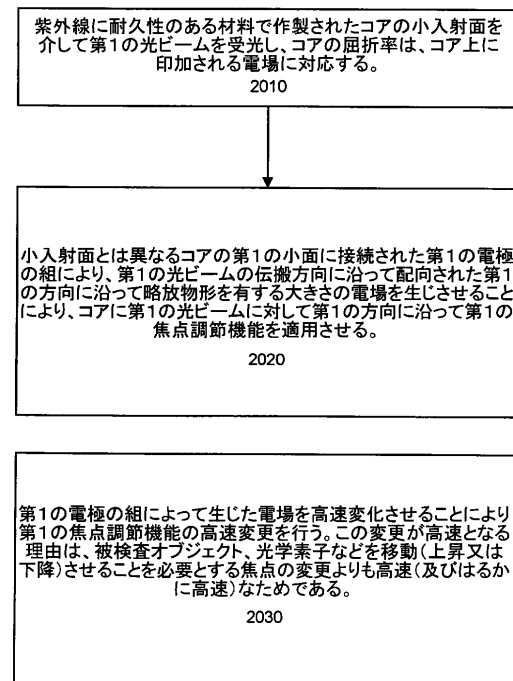 紫外線に耐久性のある材料で作製されたコアの小入射面を
介して第1の光ビームを受光し、コアの屈折率は、コア上に
印加される電場に対応する。
2010
小入射面とは異なるコアの第1の小面に接続された第1の電極
の組により、第1の光ビームの伝搬方向に沿って配向された第1
の方向に沿って略放物形を有する大きさの電場を生じさせること
により、コアに第1の光ビームに対して第1の方向に沿って第1の
焦点調節機能を適用させる。
2020
第1の電極の組によって生じた電場を高速変化させることにより
第1の焦点調節機能の高速変更を行う。この変更が高速となる
理由は、被検査オブジェクト、光学素子などを移動(上昇又は
下降)させることを必要とする焦点の変更よりも高速(及びはるか
に高速)なためである。
2030